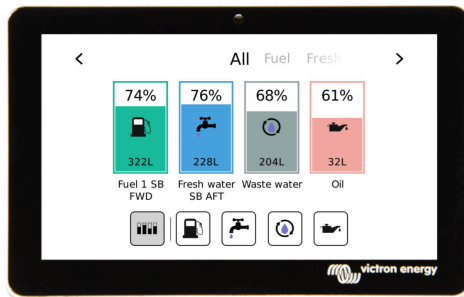 All Fuel Fresh
74% 76% 68% 61%
322L 228L 204L 32L
Fuel 1 SB Fresh water Waste water Oil
FWD SB AFT
victron energy